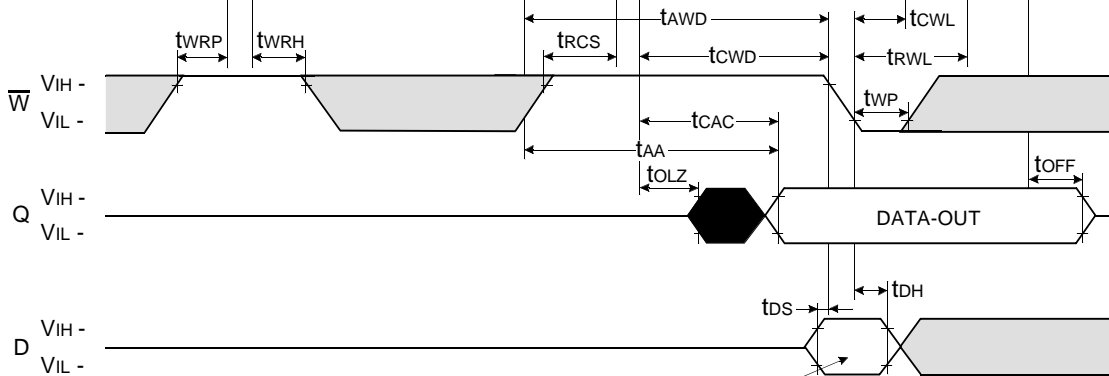 tAWD
tCWL
tWRP
tWRH
tRCS
tCWD
tRWL
VIH -
W
VIL -
tWP
tCAC
tAA
tOLZ
tOFF
VIH -
Q
VIL -
DATA-OUT
tDS
tDH
VIH -
D
VIL -